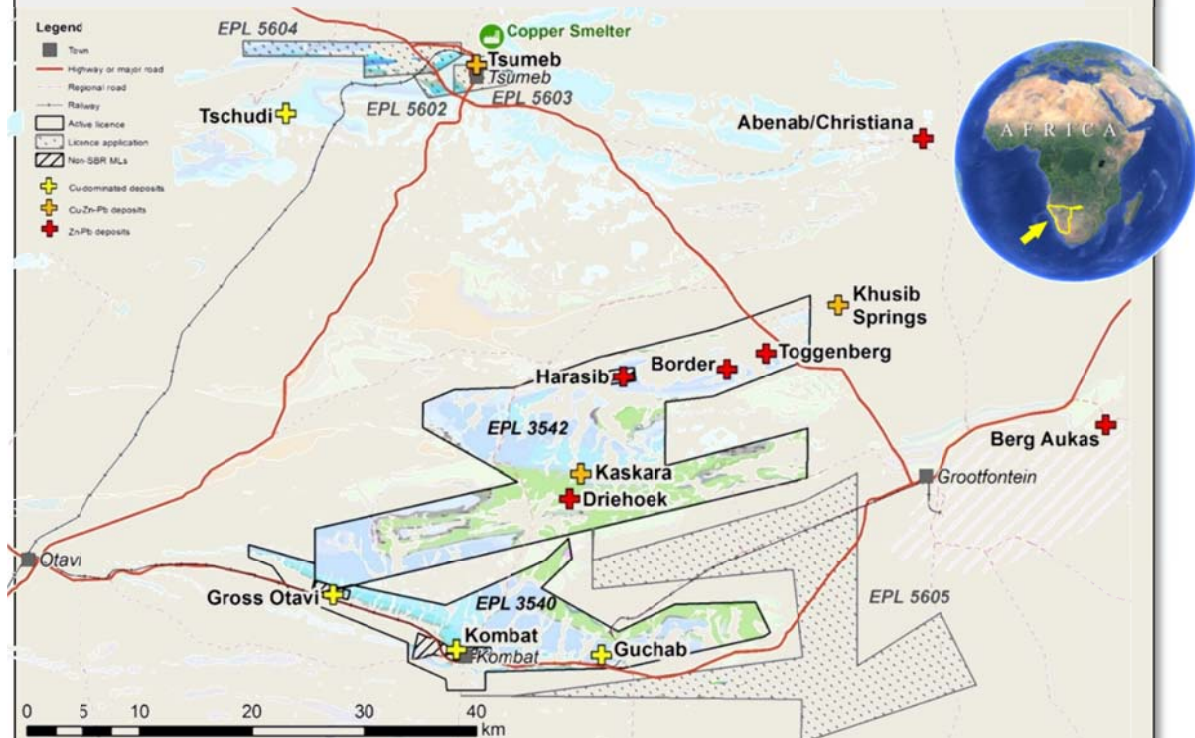 Legend
Town
Highway or major road
Regional road
Railway
Active licence
Licence application
Non-SBR MLs
Cu-dominated deposits
Cu-Zn-Pb deposits
Zn-Pb deposits
EPL 5604
Copper Smelter
Tsumeb
Tsumeb
EPL 5602
EPL 5603
Tschudi
Abenab/Christiana
AFRICA
Khusib
Springs
Toggenberg
Border
Harasib
EPL 3542
Berg Aukas
Kaskara
Grootfontein
Driehoek
Otavi
Gross Otavi
EPL 3540
EPL 5605
Kombat
Kombat
Guchab
0 5 10 20 30 40
km